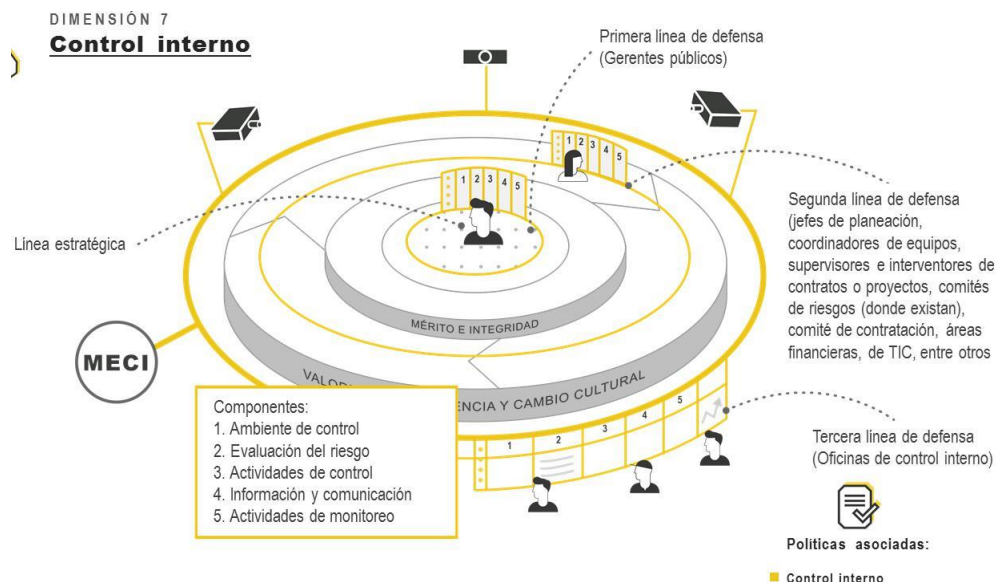 DIMENSIÓN 7
Control interno
Primera linea de defensa
(Gerentes públicos)
1 2 3 4 5
1 2 3 4 5
Línea estratégica
Segunda línea de defensa
(jefes de planeación,
coordinadores de equipos,
supervisores e interventores de
contratos o proyectos, comités
de riesgos (donde existan),
comité de contratación, áreas
financieras, de TIC, entre otros
MÉRITO E INTEGRIDAD
MECI
ENCIA Y CAMBIO CULTURAL
Componentes:
1. Ambiente de control
2. Evaluación del riesgo
3. Actividades de control
4. Información y comunicación
5. Actividades de monitoreo
1 2 3 4 5
Tercera línea de defensa
(Oficinas de control interno)
Políticas asociadas:
Control interno